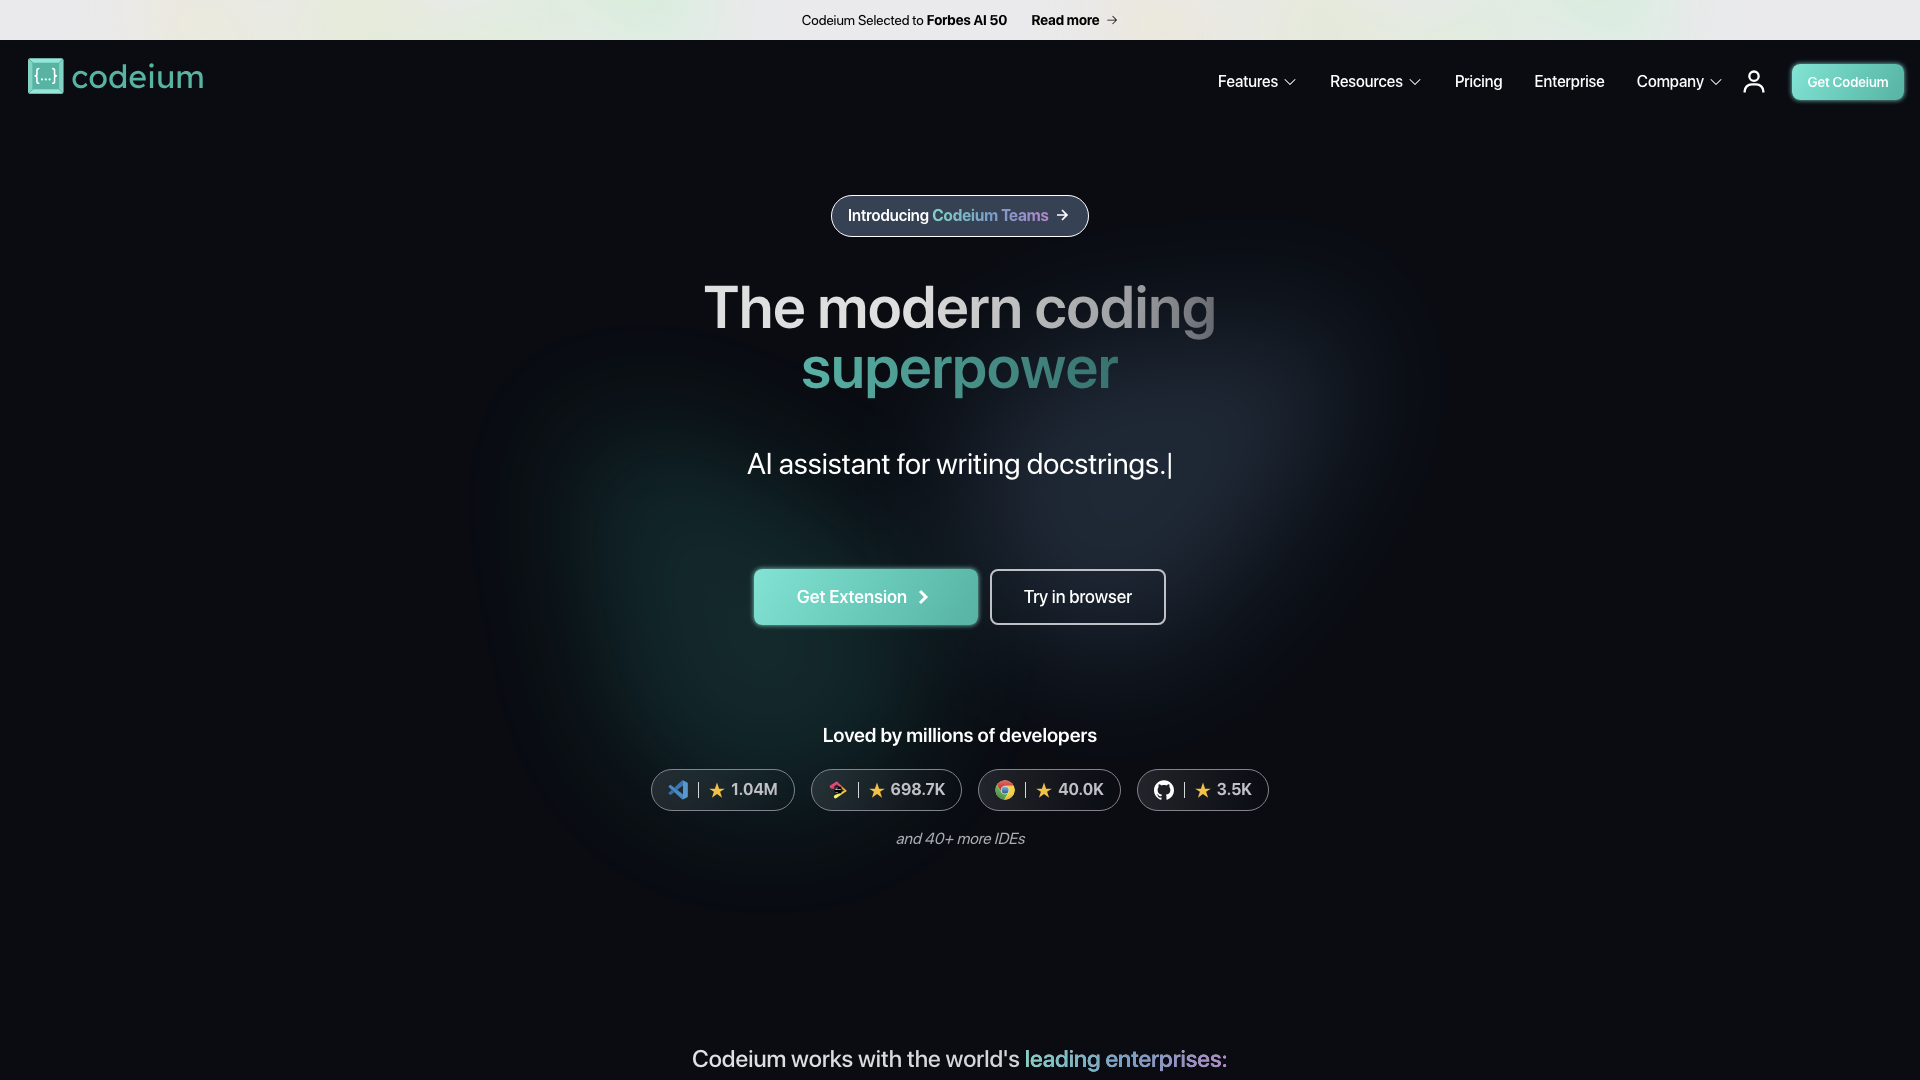 Codeium Selected to Forbes AI 50 Read more →
{...} codeium
Features Resources Pricing Enterprise Company Get Codeium
Introducing Codeium Teams →
The modern coding
superpower
AI assistant for writing docstrings.|
Get Extension Try in browser
Loved by millions of developers
| ★ 1.04M | ★ 698.7K | ★ 40.0K | ★ 3.5K
and 40+ more IDEs
Codeium works with the world's leading enterprises: